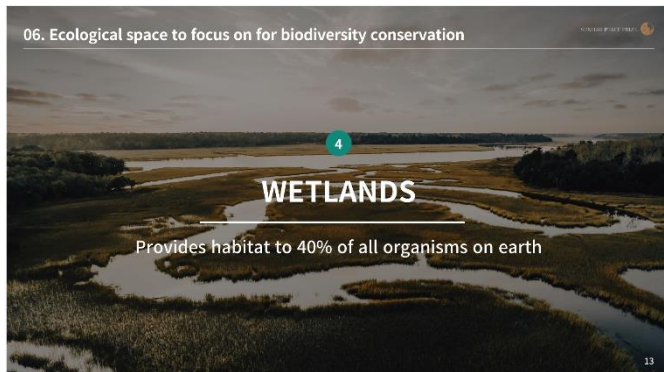 06. Ecological space to focus on for biodiversity conservation
4
WETLANDS
Provides habitat to 40% of all organisms on earth
13